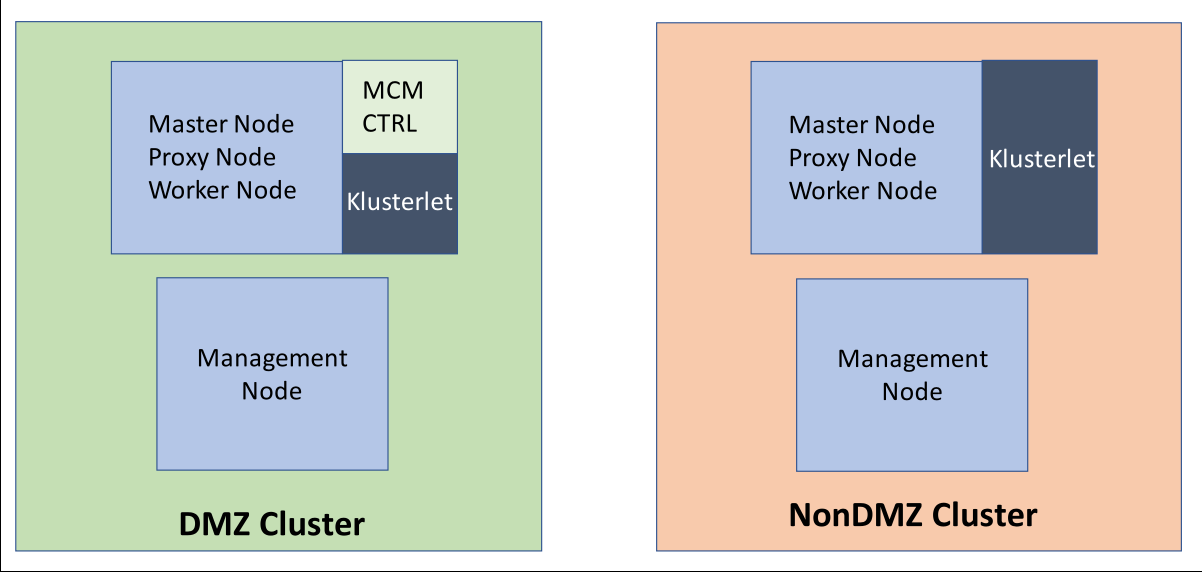 Master Node
Proxy Node
Worker Node
MCM
CTRL
Klusterlet
Management
Node
DMZ Cluster
Master Node
Proxy Node
Worker Node
Klusterlet
Management
Node
NonDMZ Cluster